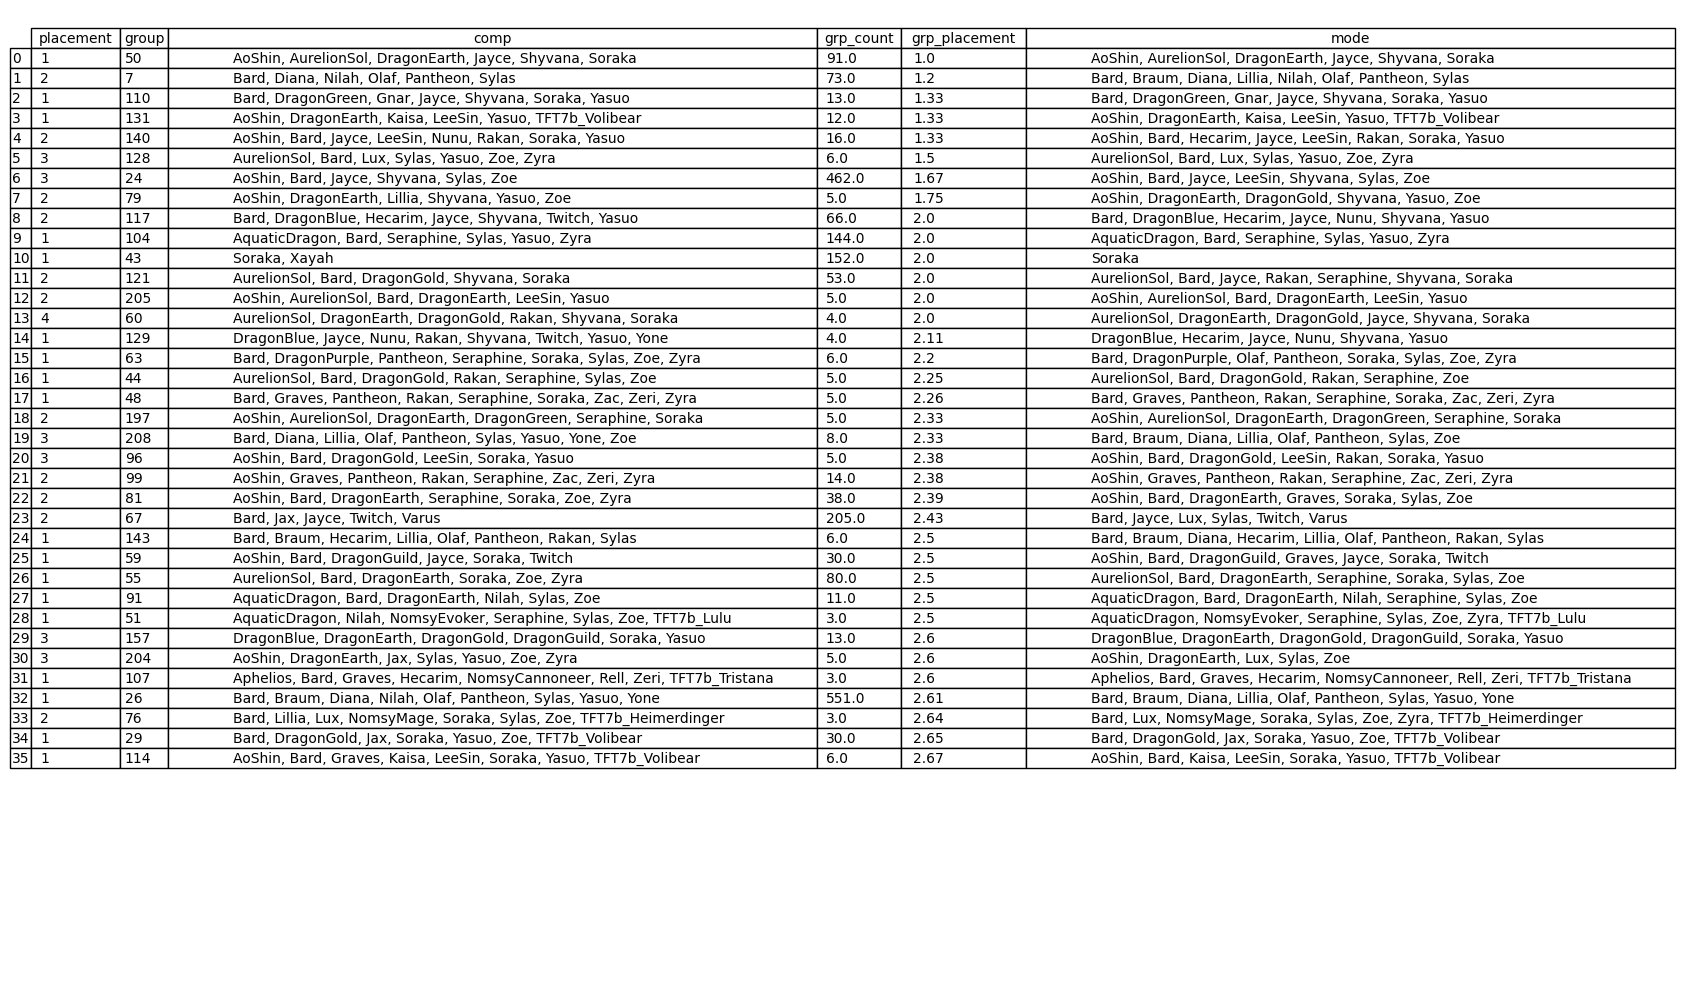 placement group comp grp_count grp_placement mode
0 1 50 AoShin, AurelionSol, DragonEarth, Jayce, Shyvana, Soraka 91.0 1.0 AoShin, AurelionSol, DragonEarth, Jayce, Shyvana, Soraka
1 2 7 Bard, Diana, Nilah, Olaf, Pantheon, Sylas 73.0 1.2 Bard, Braum, Diana, Lillia, Nilah, Olaf, Pantheon, Sylas
2 1 110 Bard, DragonGreen, Gnar, Jayce, Shyvana, Soraka, Yasuo 13.0 1.33 Bard, DragonGreen, Gnar, Jayce, Shyvana, Soraka, Yasuo
3 1 131 AoShin, DragonEarth, Kaisa, LeeSin, Yasuo, TFT7b_Volibear 12.0 1.33 AoShin, DragonEarth, Kaisa, LeeSin, Yasuo, TFT7b_Volibear
4 2 140 AoShin, Bard, Jayce, LeeSin, Nunu, Rakan, Soraka, Yasuo 16.0 1.33 AoShin, Bard, Hecarim, Jayce, LeeSin, Rakan, Soraka, Yasuo
5 3 128 AurelionSol, Bard, Lux, Sylas, Yasuo, Zoe, Zyra 6.0 1.5 AurelionSol, Bard, Lux, Sylas, Yasuo, Zoe, Zyra
6 3 24 AoShin, Bard, Jayce, Shyvana, Sylas, Zoe 462.0 1.67 AoShin, Bard, Jayce, LeeSin, Shyvana, Sylas, Zoe
7 2 79 AoShin, DragonEarth, Lillia, Shyvana, Yasuo, Zoe 5.0 1.75 AoShin, DragonEarth, DragonGold, Shyvana, Yasuo, Zoe
8 2 117 Bard, DragonBlue, Hecarim, Jayce, Shyvana, Twitch, Yasuo 66.0 2.0 Bard, DragonBlue, Hecarim, Jayce, Nunu, Shyvana, Yasuo
9 1 104 AquaticDragon, Bard, Seraphine, Sylas, Yasuo, Zyra 144.0 2.0 AquaticDragon, Bard, Seraphine, Sylas, Yasuo, Zyra
10 1 43 Soraka, Xayah 152.0 2.0 Soraka
11 2 121 AurelionSol, Bard, DragonGold, Shyvana, Soraka 53.0 2.0 AurelionSol, Bard, Jayce, Rakan, Seraphine, Shyvana, Soraka
12 2 205 AoShin, AurelionSol, Bard, DragonEarth, LeeSin, Yasuo 5.0 2.0 AoShin, AurelionSol, Bard, DragonEarth, LeeSin, Yasuo
13 4 60 AurelionSol, DragonEarth, DragonGold, Rakan, Shyvana, Soraka 4.0 2.0 AurelionSol, DragonEarth, DragonGold, Jayce, Shyvana, Soraka
14 1 129 DragonBlue, Jayce, Nunu, Rakan, Shyvana, Twitch, Yasuo, Yone 4.0 2.11 DragonBlue, Hecarim, Jayce, Nunu, Shyvana, Yasuo
15 1 63 Bard, DragonPurple, Pantheon, Seraphine, Soraka, Sylas, Zoe, Zyra 6.0 2.2 Bard, DragonPurple, Olaf, Pantheon, Soraka, Sylas, Zoe, Zyra
16 1 44 AurelionSol, Bard, DragonGold, Rakan, Seraphine, Sylas, Zoe 5.0 2.25 AurelionSol, Bard, DragonGold, Rakan, Seraphine, Zoe
17 1 48 Bard, Graves, Pantheon, Rakan, Seraphine, Soraka, Zac, Zeri, Zyra 5.0 2.26 Bard, Graves, Pantheon, Rakan, Seraphine, Soraka, Zac, Zeri, Zyra
18 2 197 AoShin, AurelionSol, DragonEarth, DragonGreen, Seraphine, Soraka 5.0 2.33 AoShin, AurelionSol, DragonEarth, DragonGreen, Seraphine, Soraka
19 3 208 Bard, Diana, Lillia, Olaf, Pantheon, Sylas, Yasuo, Yone, Zoe 8.0 2.33 Bard, Braum, Diana, Lillia, Olaf, Pantheon, Sylas, Zoe
20 3 96 AoShin, Bard, DragonGold, LeeSin, Soraka, Yasuo 5.0 2.38 AoShin, Bard, DragonGold, LeeSin, Rakan, Soraka, Yasuo
21 2 99 AoShin, Graves, Pantheon, Rakan, Seraphine, Zac, Zeri, Zyra 14.0 2.38 AoShin, Graves, Pantheon, Rakan, Seraphine, Zac, Zeri, Zyra
22 2 81 AoShin, Bard, DragonEarth, Seraphine, Soraka, Zoe, Zyra 38.0 2.39 AoShin, Bard, DragonEarth, Graves, Soraka, Sylas, Zoe
23 2 67 Bard, Jax, Jayce, Twitch, Varus 205.0 2.43 Bard, Jayce, Lux, Sylas, Twitch, Varus
24 1 143 Bard, Braum, Hecarim, Lillia, Olaf, Pantheon, Rakan, Sylas 6.0 2.5 Bard, Braum, Diana, Hecarim, Lillia, Olaf, Pantheon, Rakan, Sylas
25 1 59 AoShin, Bard, DragonGuild, Jayce, Soraka, Twitch 30.0 2.5 AoShin, Bard, DragonGuild, Graves, Jayce, Soraka, Twitch
26 1 55 AurelionSol, Bard, DragonEarth, Soraka, Zoe, Zyra 80.0 2.5 AurelionSol, Bard, DragonEarth, Seraphine, Soraka, Sylas, Zoe
27 1 91 AquaticDragon, Bard, DragonEarth, Nilah, Sylas, Zoe 11.0 2.5 AquaticDragon, Bard, DragonEarth, Nilah, Seraphine, Sylas, Zoe
28 1 51 AquaticDragon, Nilah, NomsyEvoker, Seraphine, Sylas, Zoe, TFT7b_Lulu 3.0 2.5 AquaticDragon, NomsyEvoker, Seraphine, Sylas, Zoe, Zyra, TFT7b_Lulu
29 3 157 DragonBlue, DragonEarth, DragonGold, DragonGuild, Soraka, Yasuo 13.0 2.6 DragonBlue, DragonEarth, DragonGold, DragonGuild, Soraka, Yasuo
30 3 204 AoShin, DragonEarth, Jax, Sylas, Yasuo, Zoe, Zyra 5.0 2.6 AoShin, DragonEarth, Lux, Sylas, Zoe
31 1 107 Aphelios, Bard, Graves, Hecarim, NomsyCannoneer, Rell, Zeri, TFT7b_Tristana 3.0 2.6 Aphelios, Bard, Graves, Hecarim, NomsyCannoneer, Rell, Zeri, TFT7b_Tristana
32 1 26 Bard, Braum, Diana, Nilah, Olaf, Pantheon, Sylas, Yasuo, Yone 551.0 2.61 Bard, Braum, Diana, Lillia, Olaf, Pantheon, Sylas, Yasuo, Yone
33 2 76 Bard, Lillia, Lux, NomsyMage, Soraka, Sylas, Zoe, TFT7b_Heimerdinger 3.0 2.64 Bard, Lux, NomsyMage, Soraka, Sylas, Zoe, Zyra, TFT7b_Heimerdinger
34 1 29 Bard, DragonGold, Jax, Soraka, Yasuo, Zoe, TFT7b_Volibear 30.0 2.65 Bard, DragonGold, Jax, Soraka, Yasuo, Zoe, TFT7b_Volibear
35 1 114 AoShin, Bard, Graves, Kaisa, LeeSin, Soraka, Yasuo, TFT7b_Volibear 6.0 2.67 AoShin, Bard, Kaisa, LeeSin, Soraka, Yasuo, TFT7b_Volibear